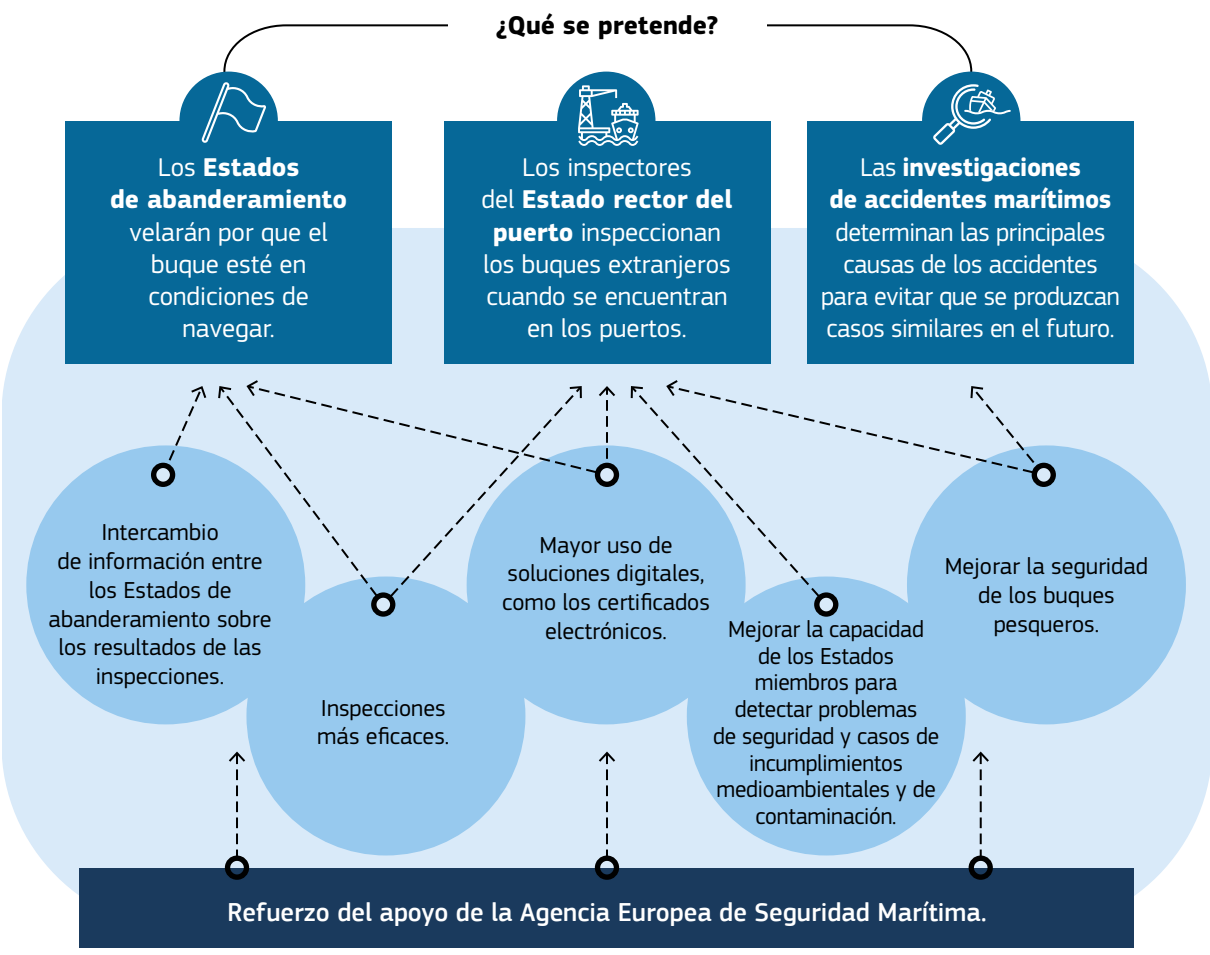 ¿Qué se pretende?
Los Estados
de abanderamiento
velarán por que el
buque esté en
condiciones de
navegar.
Los inspectores
del Estado rector del
puerto inspeccionan
los buques extranjeros
cuando se encuentran
en los puertos.
Las investigaciones
de accidentes marítimos
determinan las principales
causas de los accidentes
para evitar que se produzcan
casos similares en el futuro.
Intercambio
de información entre
los Estados de
abanderamiento sobre
los resultados de las
inspecciones.
Inspecciones
más eficaces.
Mayor uso de
soluciones digitales,
como los certificados
electrónicos.
Mejorar la capacidad
de los Estados
miembros para
detectar problemas
de seguridad y casos de
incumplimientos
medioambientales y de
contaminación.
Mejorar la seguridad
de los buques
pesqueros.
Refuerzo del apoyo de la Agencia Europea de Seguridad Marítima.